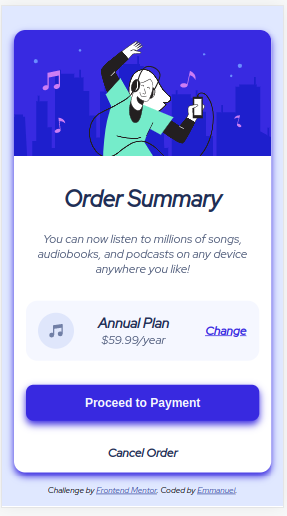 Order Summary
You can now listen to millions of songs,
audiobooks, and podcasts on any device
anywhere you like!
Annual Plan
$59.99/year
Change
Proceed to Payment
Cancel Order
Challenge by Frontend Mentor. Coded by Emmanuel.